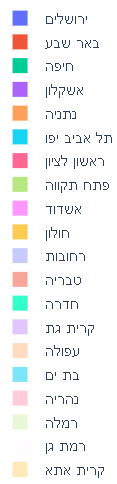 ירושלים
באר שבע
חיפה
אשקלון
נתניה
תל אביב יפו
ראשון לציון
פתח תקווה
אשדוד
חולון
רחובות
טבריה
חדרה
קרית גת
עפולה
בת ים
נהריה
רמלה
רמת גן
קרית אתא